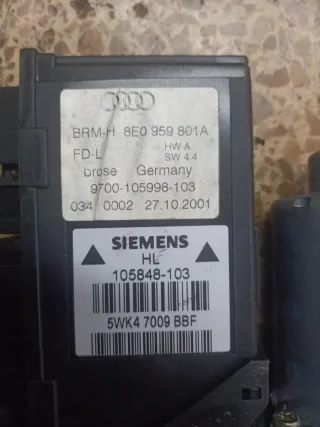 BRM-H 8E0 959 801A
FD-L HW A
SW 4.4
brose Germany
9700-105998-103
034 0002 27.10.2001
SIEMENS
HL
105848-103
5WK4 7009 BBF